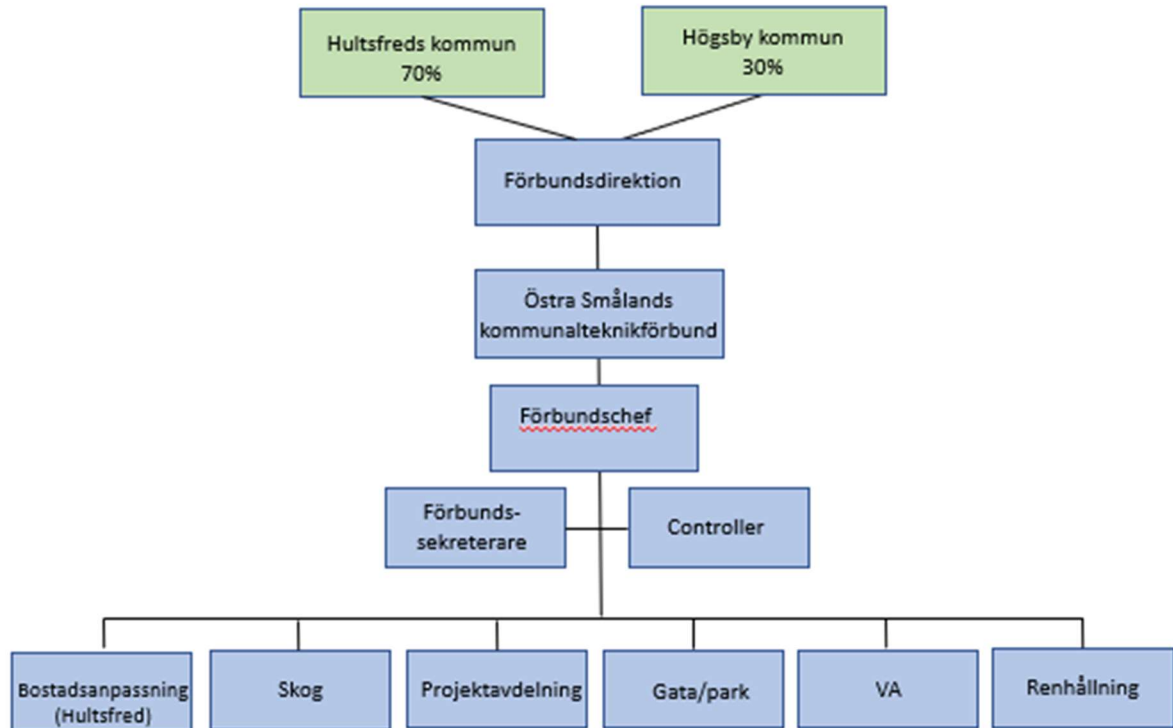 Hultsfreds kommun
70%
Högsby kommun
30%
Förbundsdirektion
Östra Smålands
kommunalteknikförbund
Förbundschef
Förbunds-
sekreterare
Controller
Bostadsanpassning
(Hultsfred)
Skog
Projektavdelning
Gata/park
VA
Renhållning